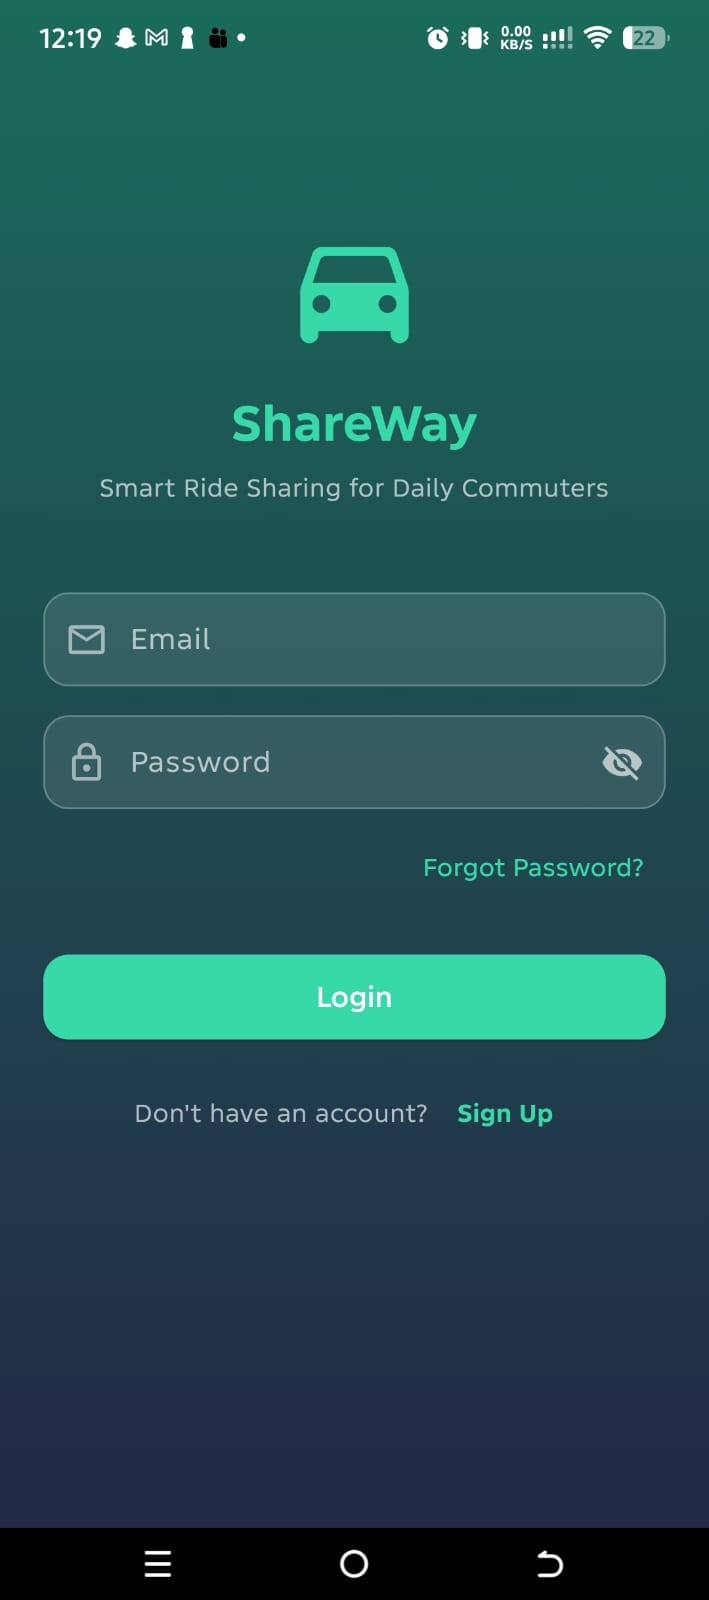 12:19 0.00 KB/S 22
ShareWay
Smart Ride Sharing for Daily Commuters
Email
Password
Forgot Password?
Login
Don't have an account? Sign Up